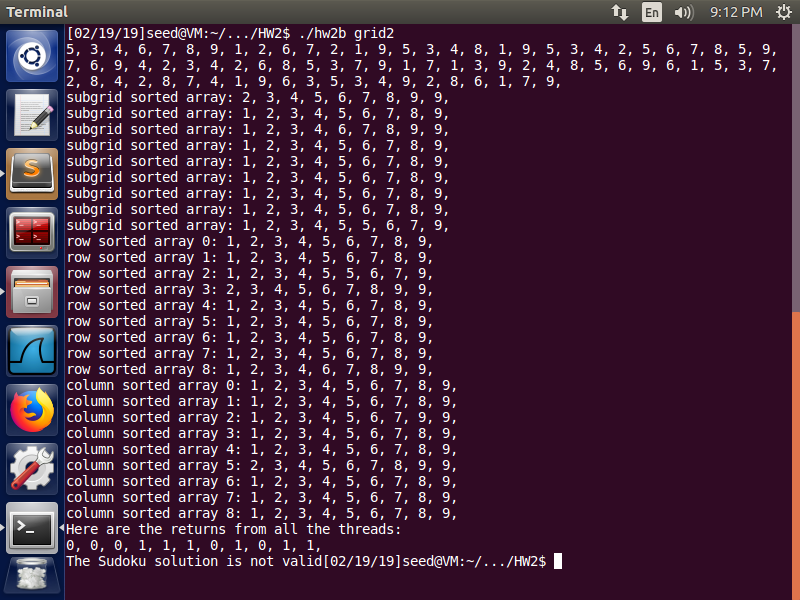 Terminal
En
9:12 PM
[02/19/19]seed@VM:~/.../HW2$ ./hw2b grid2
5, 3, 4, 6, 7, 8, 9, 1, 2, 6, 7, 2, 1, 9, 5, 3, 4, 8, 1, 9, 5, 3, 4, 2, 5, 6, 7, 8, 5, 9,
7, 6, 9, 4, 2, 3, 4, 2, 6, 8, 5, 3, 7, 9, 1, 7, 1, 3, 9, 2, 4, 8, 5, 6, 9, 6, 1, 5, 3, 7,
2, 8, 4, 2, 8, 7, 4, 1, 9, 6, 3, 5, 3, 4, 9, 2, 8, 6, 1, 7, 9,
subgrid sorted array: 2, 3, 4, 5, 6, 7, 8, 9, 9,
subgrid sorted array: 1, 2, 3, 4, 5, 6, 7, 8, 9,
subgrid sorted array: 1, 2, 3, 4, 6, 7, 8, 9, 9,
subgrid sorted array: 1, 2, 3, 4, 5, 6, 7, 8, 9,
subgrid sorted array: 1, 2, 3, 4, 5, 6, 7, 8, 9,
subgrid sorted array: 1, 2, 3, 4, 5, 6, 7, 8, 9,
subgrid sorted array: 1, 2, 3, 4, 5, 6, 7, 8, 9,
subgrid sorted array: 1, 2, 3, 4, 5, 6, 7, 8, 9,
subgrid sorted array: 1, 2, 3, 4, 5, 5, 6, 7, 9,
row sorted array 0: 1, 2, 3, 4, 5, 6, 7, 8, 9,
row sorted array 1: 1, 2, 3, 4, 5, 6, 7, 8, 9,
row sorted array 2: 1, 2, 3, 4, 5, 5, 6, 7, 9,
row sorted array 3: 2, 3, 4, 5, 6, 7, 8, 9, 9,
row sorted array 4: 1, 2, 3, 4, 5, 6, 7, 8, 9,
row sorted array 5: 1, 2, 3, 4, 5, 6, 7, 8, 9,
row sorted array 6: 1, 2, 3, 4, 5, 6, 7, 8, 9,
row sorted array 7: 1, 2, 3, 4, 5, 6, 7, 8, 9,
row sorted array 8: 1, 2, 3, 4, 6, 7, 8, 9, 9,
column sorted array 0: 1, 2, 3, 4, 5, 6, 7, 8, 9,
column sorted array 1: 1, 2, 3, 4, 5, 6, 7, 8, 9,
column sorted array 2: 1, 2, 3, 4, 5, 6, 7, 9, 9,
column sorted array 3: 1, 2, 3, 4, 5, 6, 7, 8, 9,
column sorted array 4: 1, 2, 3, 4, 5, 6, 7, 8, 9,
column sorted array 5: 2, 3, 4, 5, 6, 7, 8, 9, 9,
column sorted array 6: 1, 2, 3, 4, 5, 6, 7, 8, 9,
column sorted array 7: 1, 2, 3, 4, 5, 6, 7, 8, 9,
column sorted array 8: 1, 2, 3, 4, 5, 6, 7, 8, 9,
Here are the returns from all the threads:
0, 0, 0, 1, 1, 1, 0, 1, 0, 1, 1,
The Sudoku solution is not valid[02/19/19]seed@VM:~/.../HW2$